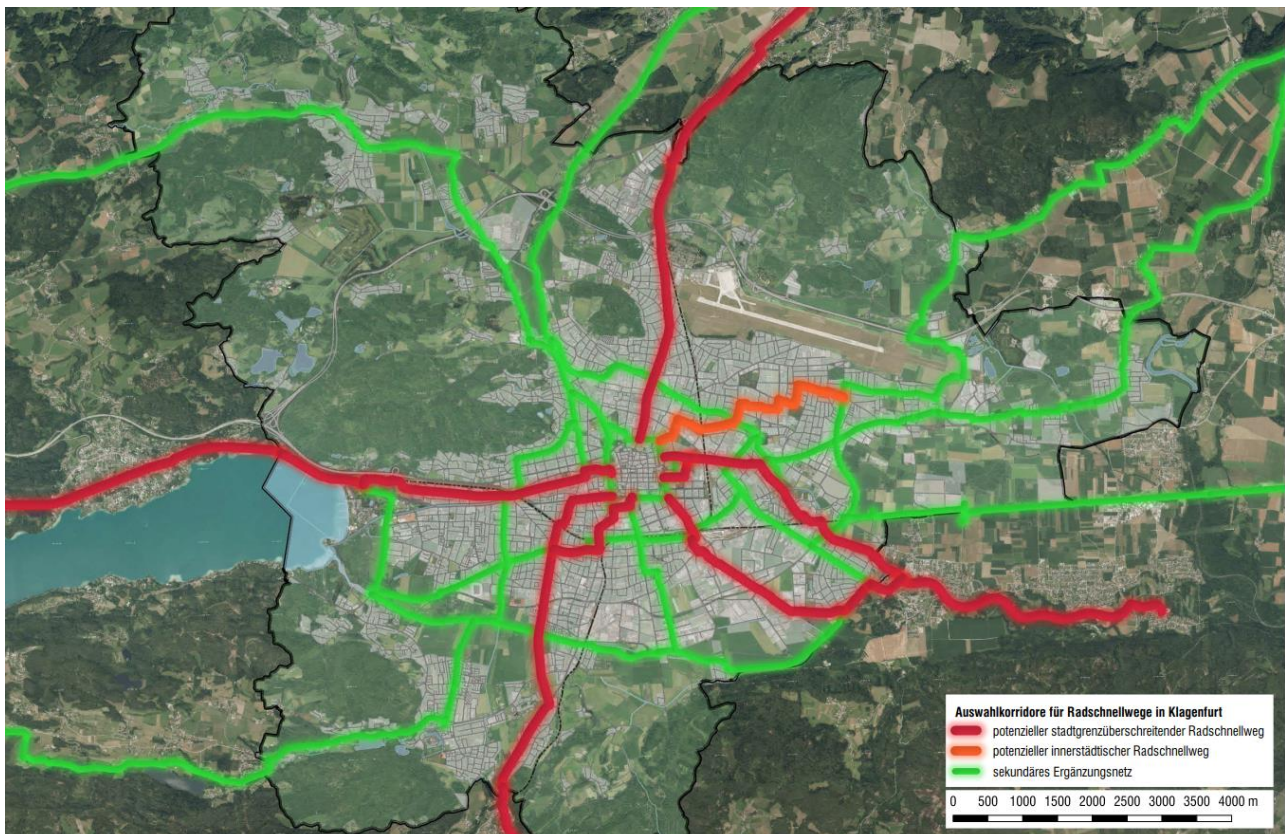 Auswahlkorridore für Radschnellwege in Klagenfurt
potenzieller stadtgrenzüberschreitender Radschnellweg
potenzieller innerstädtischer Radschnellweg
sekundäres Ergänzungsnetz
0 500 1000 1500 2000 2500 3000 3500 4000 m